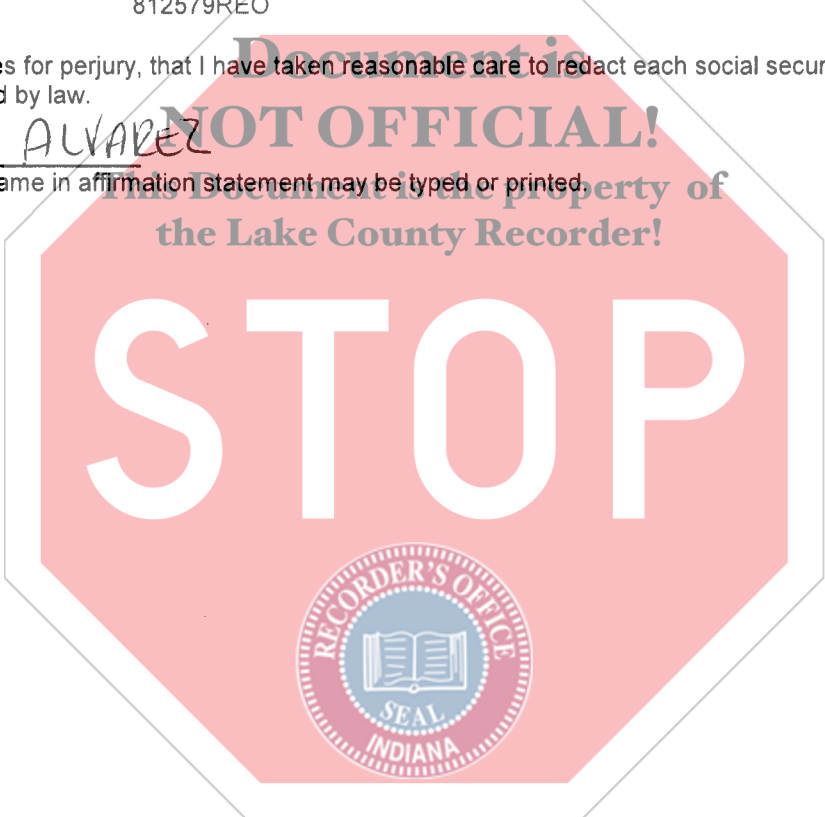 812579REO
Document is
es for perjury, that I have taken reasonable care to redact each social secur
d by law.
NOT OFFICIAL!
ALVAREZ
ame in affirmation statement may be typed or printed.
This Document is the property of
the Lake County Recorder!
STOP
RECORDER'S OFFICE
SEAL
INDIANA